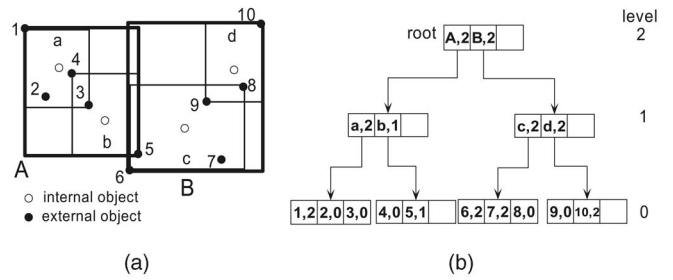 1
a
4
2
3
b
5
A
10
d
8
9
c
7
6
B
internal object
external object
(a)
level
root
A,2 B,2
2
a,2 b,1
c,2 d,2
1
1,2 2,0 3,0
4,0 5,1
6,2 7,2 8,0
9,0 10,2
0
(b)